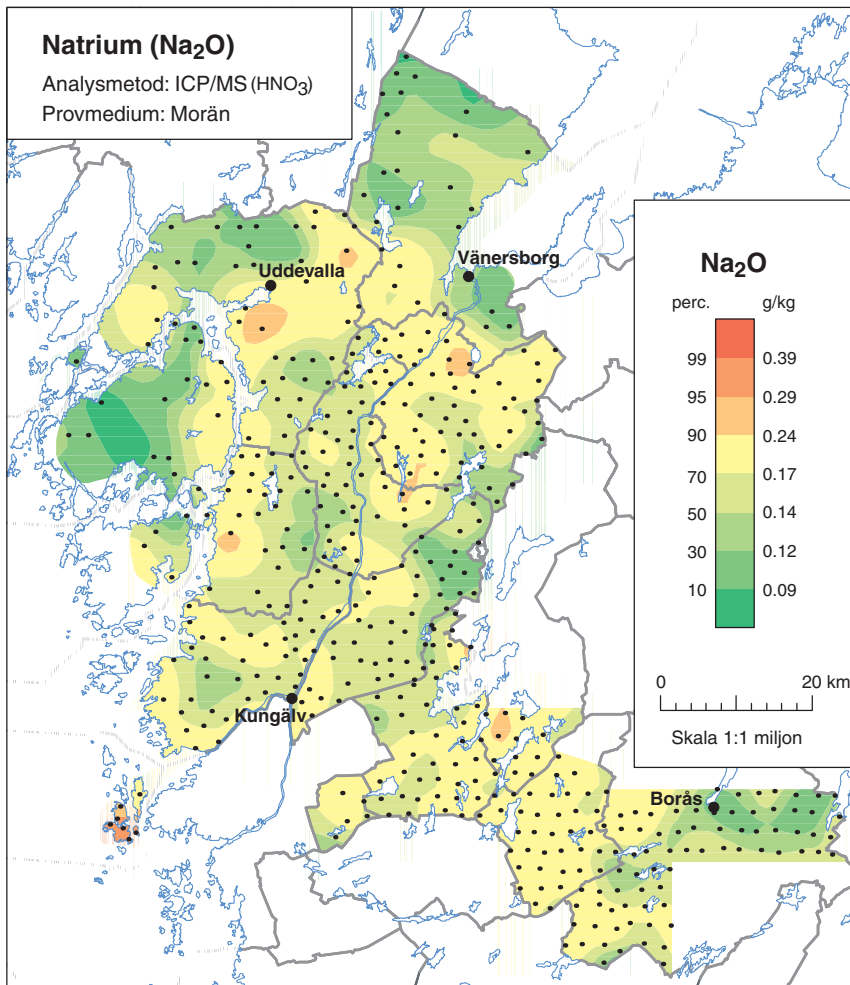 Natrium (Na₂O)
Analysmetod: ICP/MS (HNO₃)
Provmedium: Morän
Uddevalla
Vänersborg
Kungälv
Borås
Na₂O
perc. g/kg
99 0.39
95 0.29
90 0.24
70 0.17
50 0.14
30 0.12
10 0.09
0 20 km
Skala 1:1 miljon